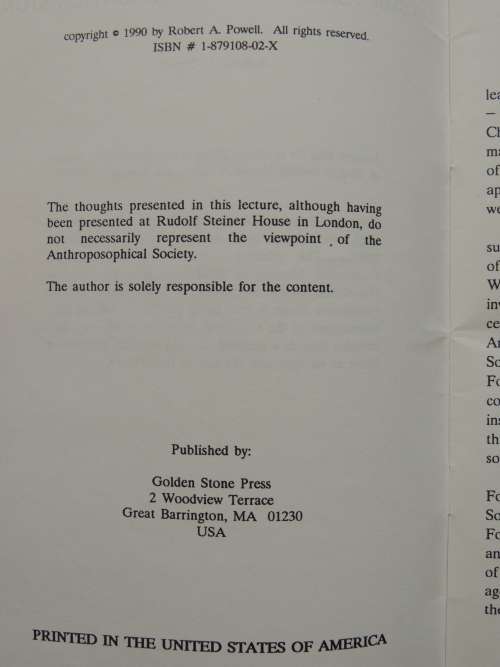 copyright © 1990 by Robert A. Powell. All rights reserved.
ISBN # 1-879108-02-X
The thoughts presented in this lecture, although having
been presented at Rudolf Steiner House in London, do
not necessarily represent the viewpoint of the
Anthroposophical Society.
The author is solely responsible for the content.
Published by:
Golden Stone Press
2 Woodview Terrace
Great Barrington, MA 01230
USA
PRINTED IN THE UNITED STATES OF AMERICA